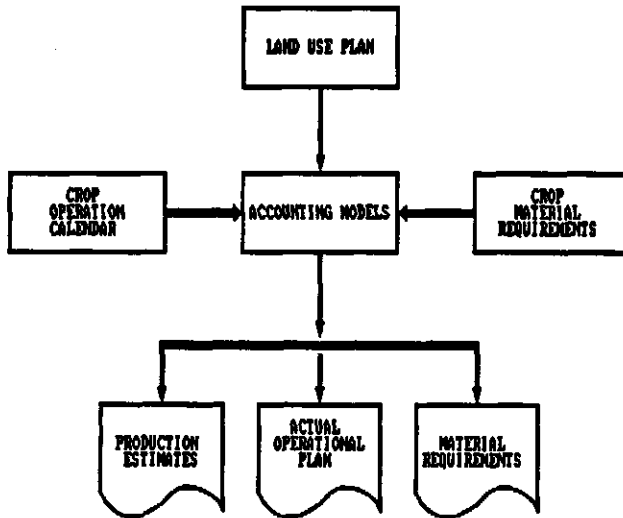 LAND USE PLAN
CROP
OPERATION
CALENDAR
ACCOUNTING MODELS
CROP
MATERIAL
REQUIREMENTS
PRODUCTION
ESTIMATES
ACTUAL
OPERATIONAL
PLAN
MATERIAL
REQUIREMENTS